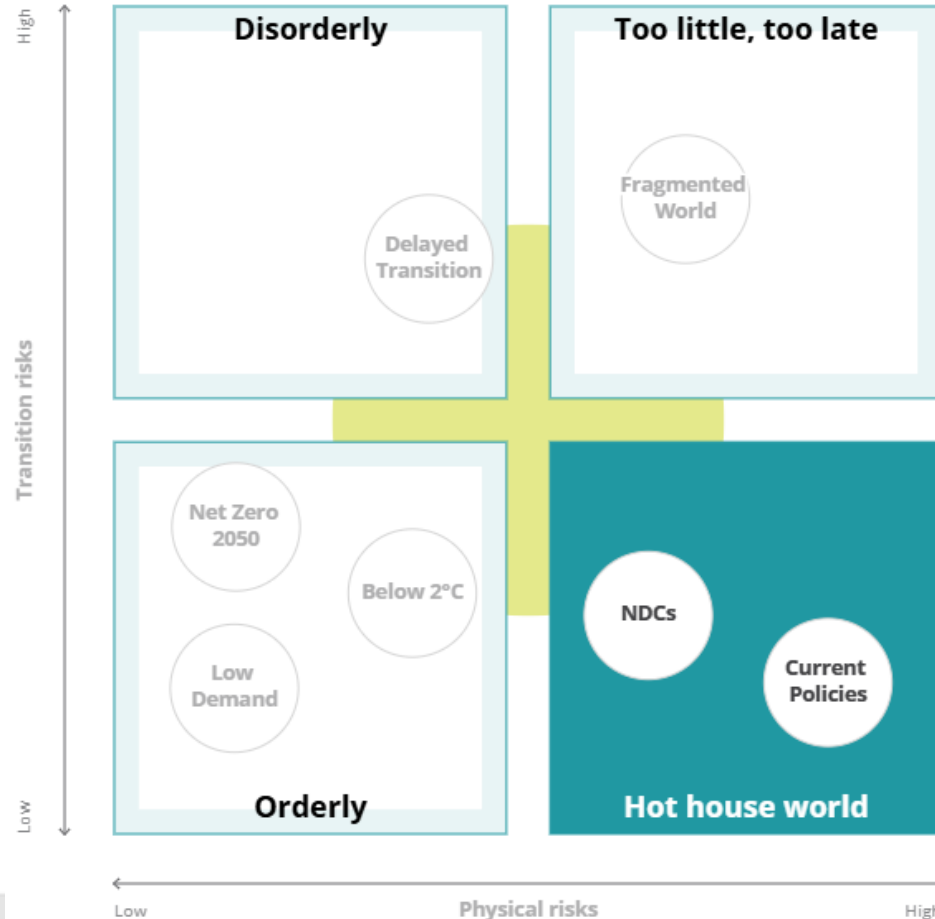 High
Disorderly
Too little, too late
Fragmented
World
Delayed
Transition
Transition risks
Net Zero
2050
Below 2°C
Low
Demand
NDCs
Current
Policies
Orderly
Hot house world
Low
Low
Physical risks
High